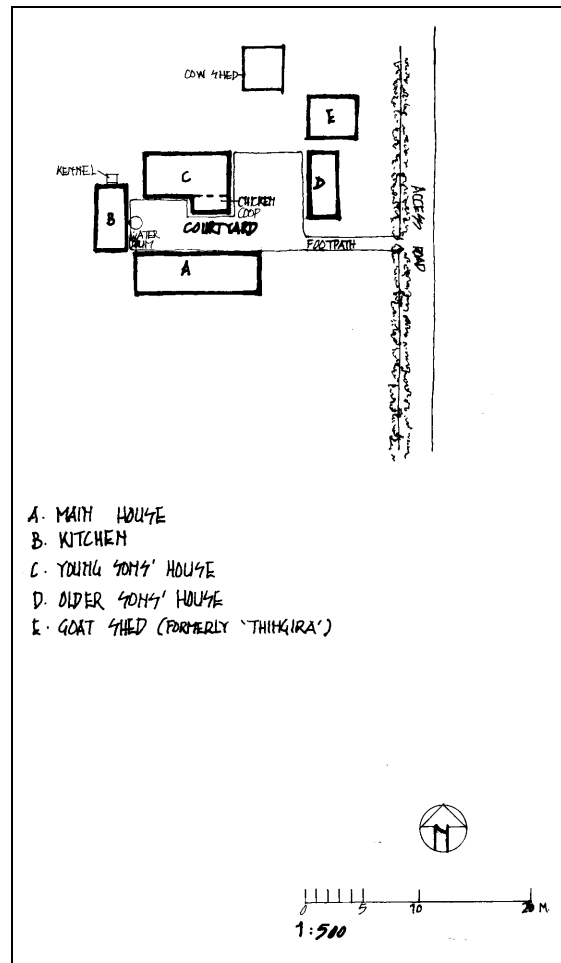 COW SHED
E
KENNEL
C
D
CHICKEN
COOP
B
ACCESS ROAD
WATER
DRUM
COURTYARD
FOOTPATH
A
A. MAIN HOUSE
B. KITCHEN
C. YOUNG SONS' HOUSE
D. OLDER SONS' HOUSE
E. GOAT SHED (FORMERLY 'THINGIRA')
N
0 5 10 20 M.
1:500